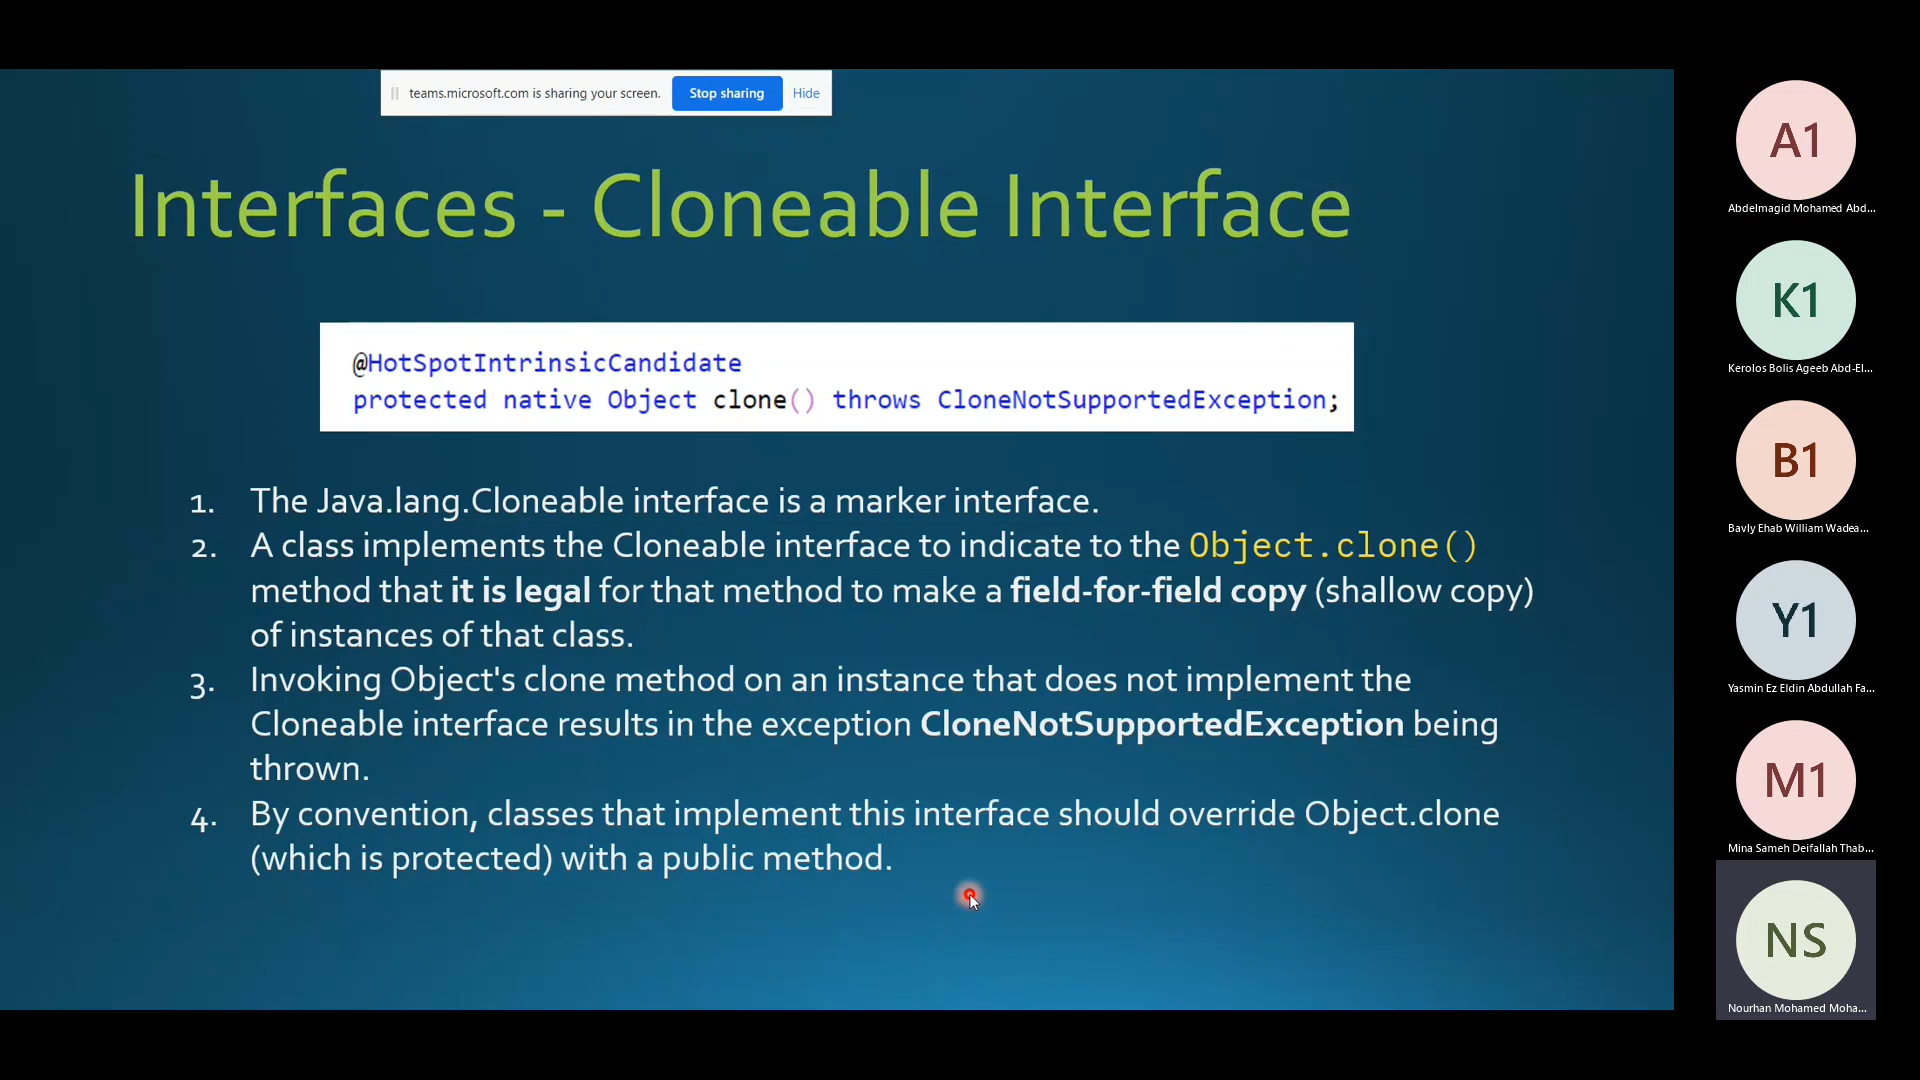 teams.microsoft.com is sharing your screen. Stop sharing Hide
Interfaces - Cloneable Interface
@HotSpotIntrinsicCandidate
protected native Object clone() throws CloneNotSupportedException;
1. The Java.lang.Cloneable interface is a marker interface.
2. A class implements the Cloneable interface to indicate to the Object.clone()
method that it is legal for that method to make a field-for-field copy (shallow copy)
of instances of that class.
3. Invoking Object's clone method on an instance that does not implement the
Cloneable interface results in the exception CloneNotSupportedException being
thrown.
4. By convention, classes that implement this interface should override Object.clone
(which is protected) with a public method.
A1
Abdelmagid Mohamed Abd...
K1
Kerolos Bolis Ageeb Abd-El...
B1
Bavly Ehab William Wadea...
Y1
Yasmin Ez Eldin Abdullah Fa...
M1
Mina Sameh Deifallah Thab...
NS
Nourhan Mohamed Moha...